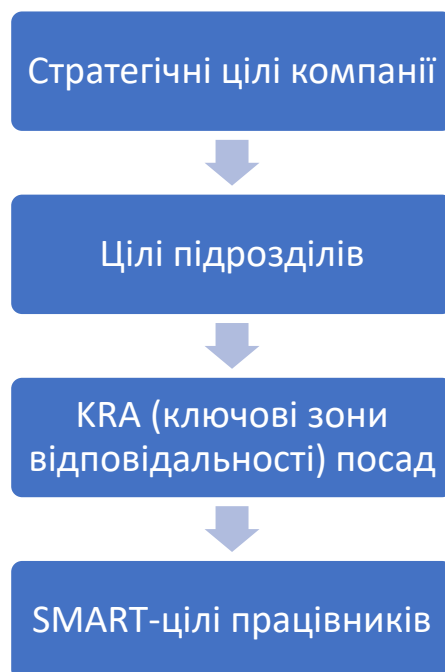 Стратегічні цілі компанії
Цілі підрозділів
KRA (ключові зони
відповідальності) посад
SMART-цілі працівників